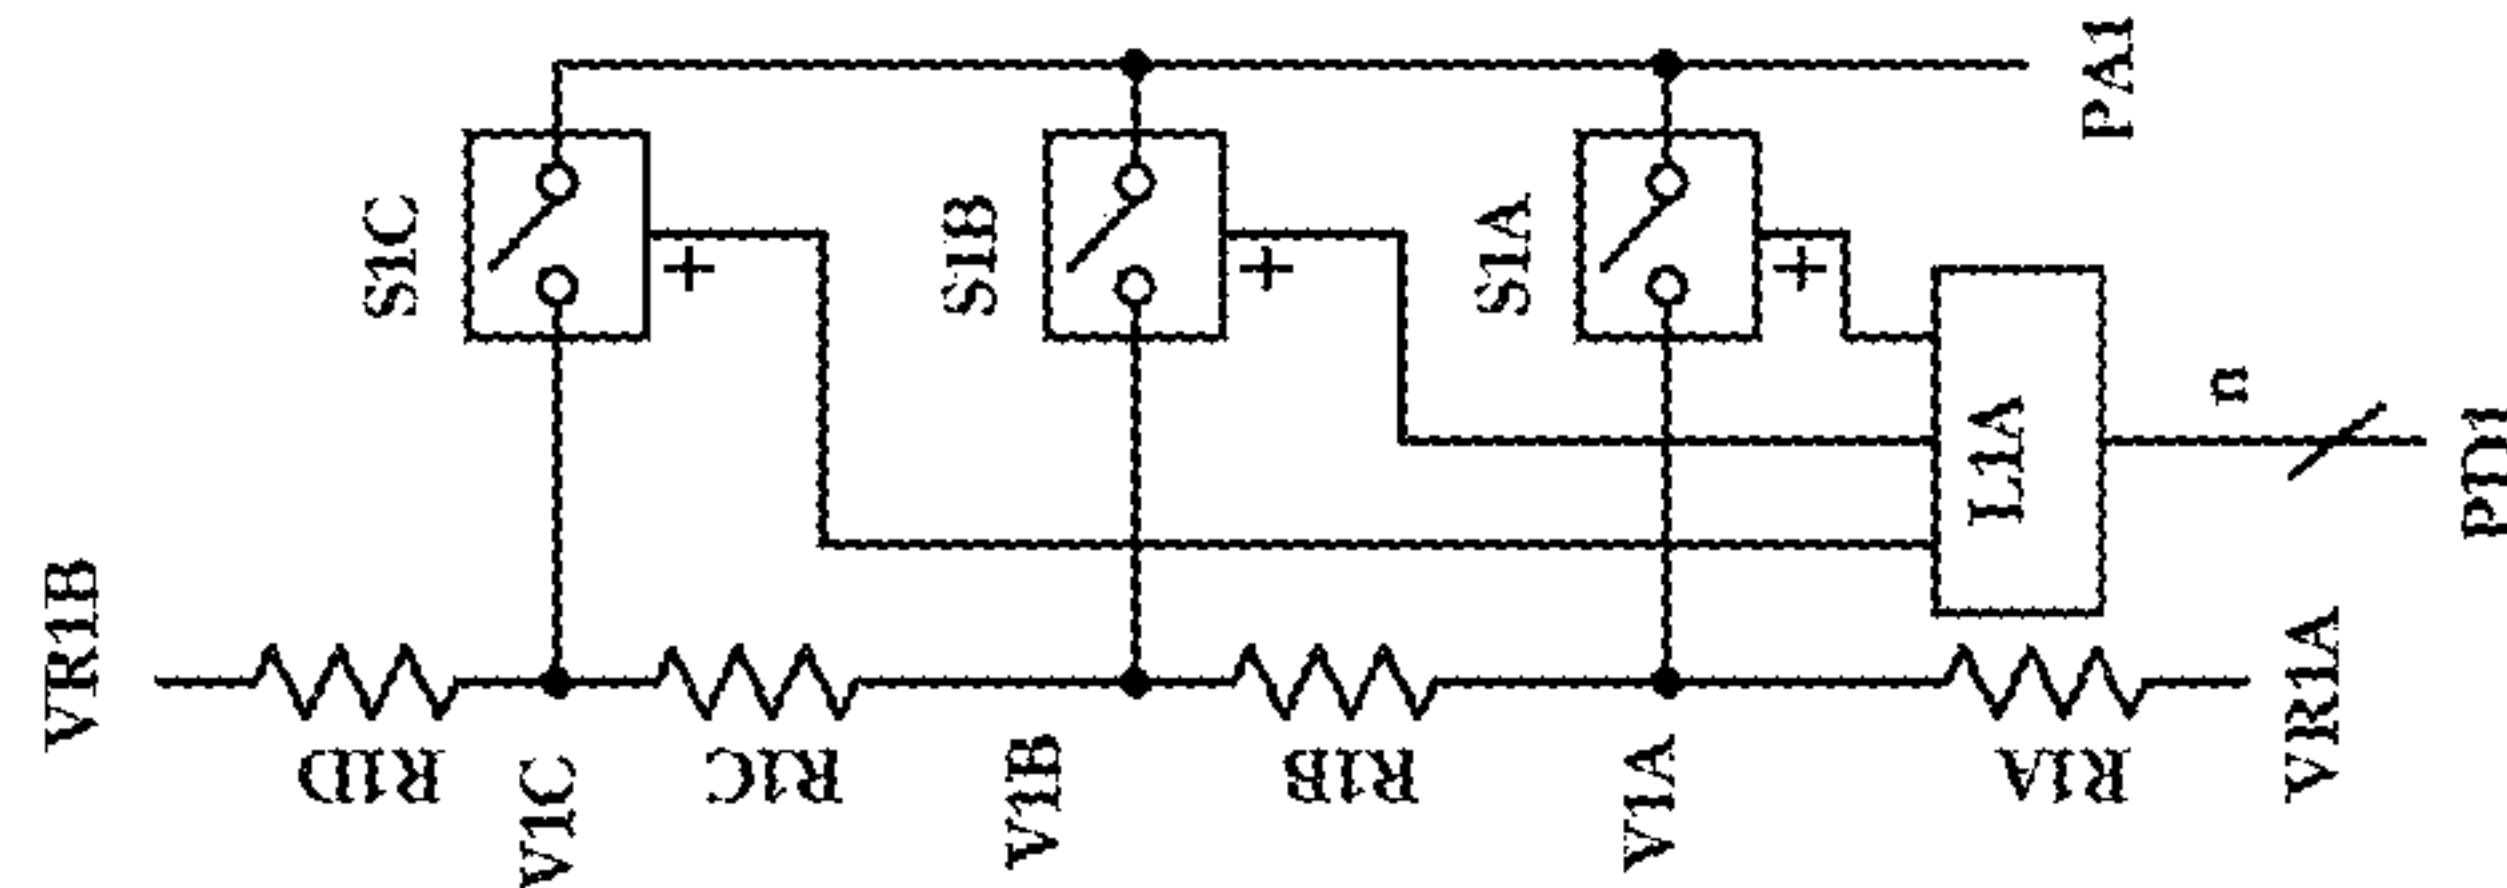 VR1B
R1D
V1C
S1C
+
R1C
V1B
S1B
+
R1B
V1A
S1A
+
L1A
R1A
VR1A
PA1
n
PD1